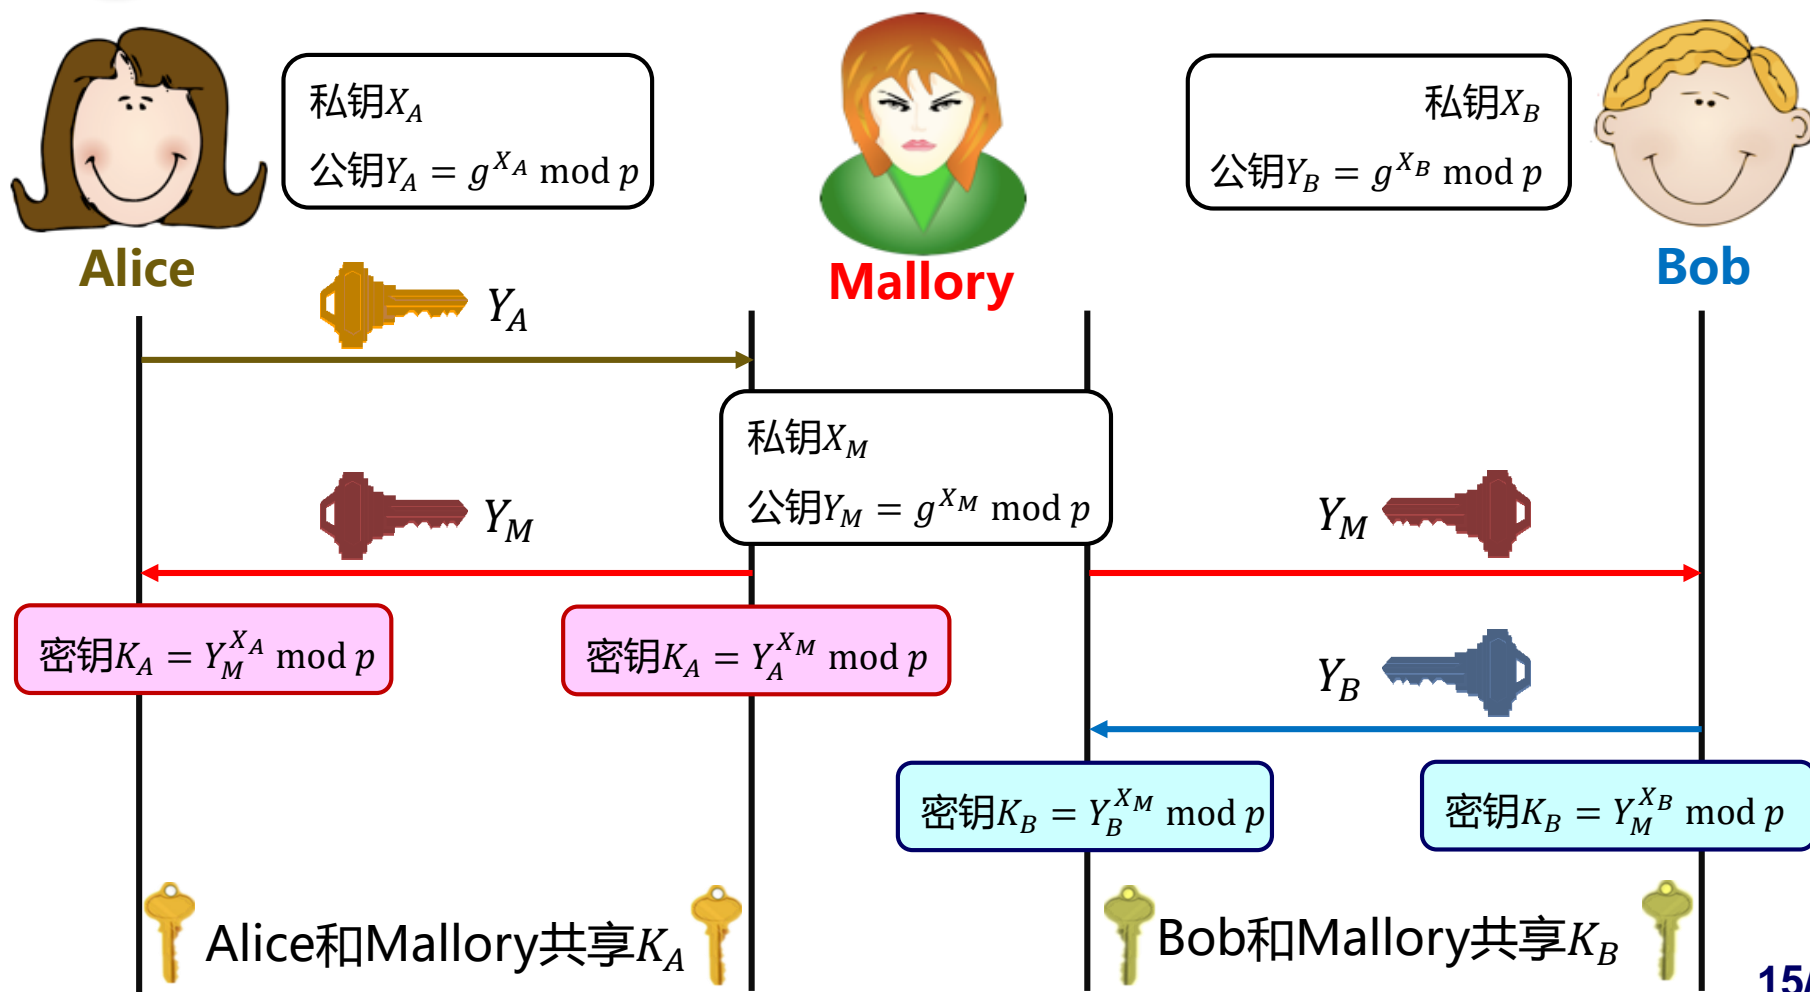 私钥X_A
公钥Y_A = g^{X_A} mod p
私钥X_B
公钥Y_B = g^{X_B} mod p
Alice
Mallory
Bob
Y_A
私钥X_M
公钥Y_M = g^{X_M} mod p
Y_M
Y_M
密钥K_A = Y_M^{X_A} mod p
密钥K_A = Y_A^{X_M} mod p
Y_B
密钥K_B = Y_B^{X_M} mod p
密钥K_B = Y_M^{X_B} mod p
Alice和Mallory共享K_A
Bob和Mallory共享K_B
15/